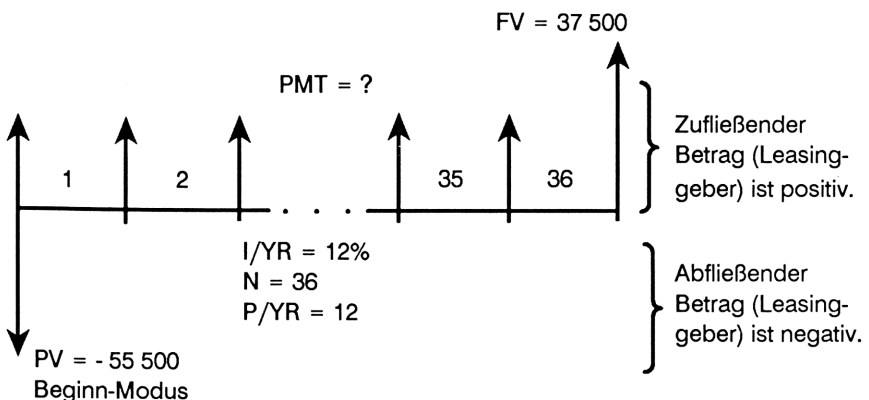 FV = 37 500
PMT = ?
Zufließender
Betrag (Leasing-
geber) ist positiv.
1
2
. . .
35
36
I/YR = 12%
N = 36
P/YR = 12
Abfließender
Betrag (Leasing-
geber) ist negativ.
PV = - 55 500
Beginn-Modus